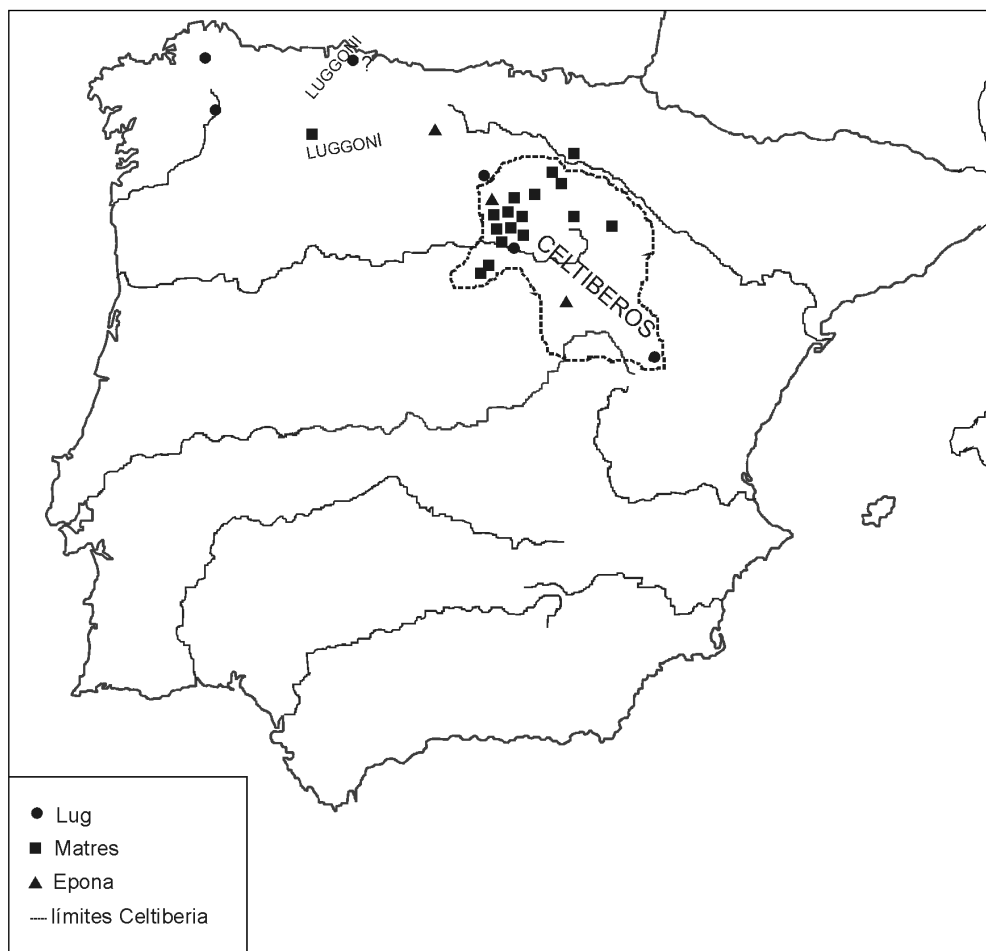 LUGGONI
?
LUGGONI
CELTIBEROS
Lug
Matres
Epona
límites Celtiberia